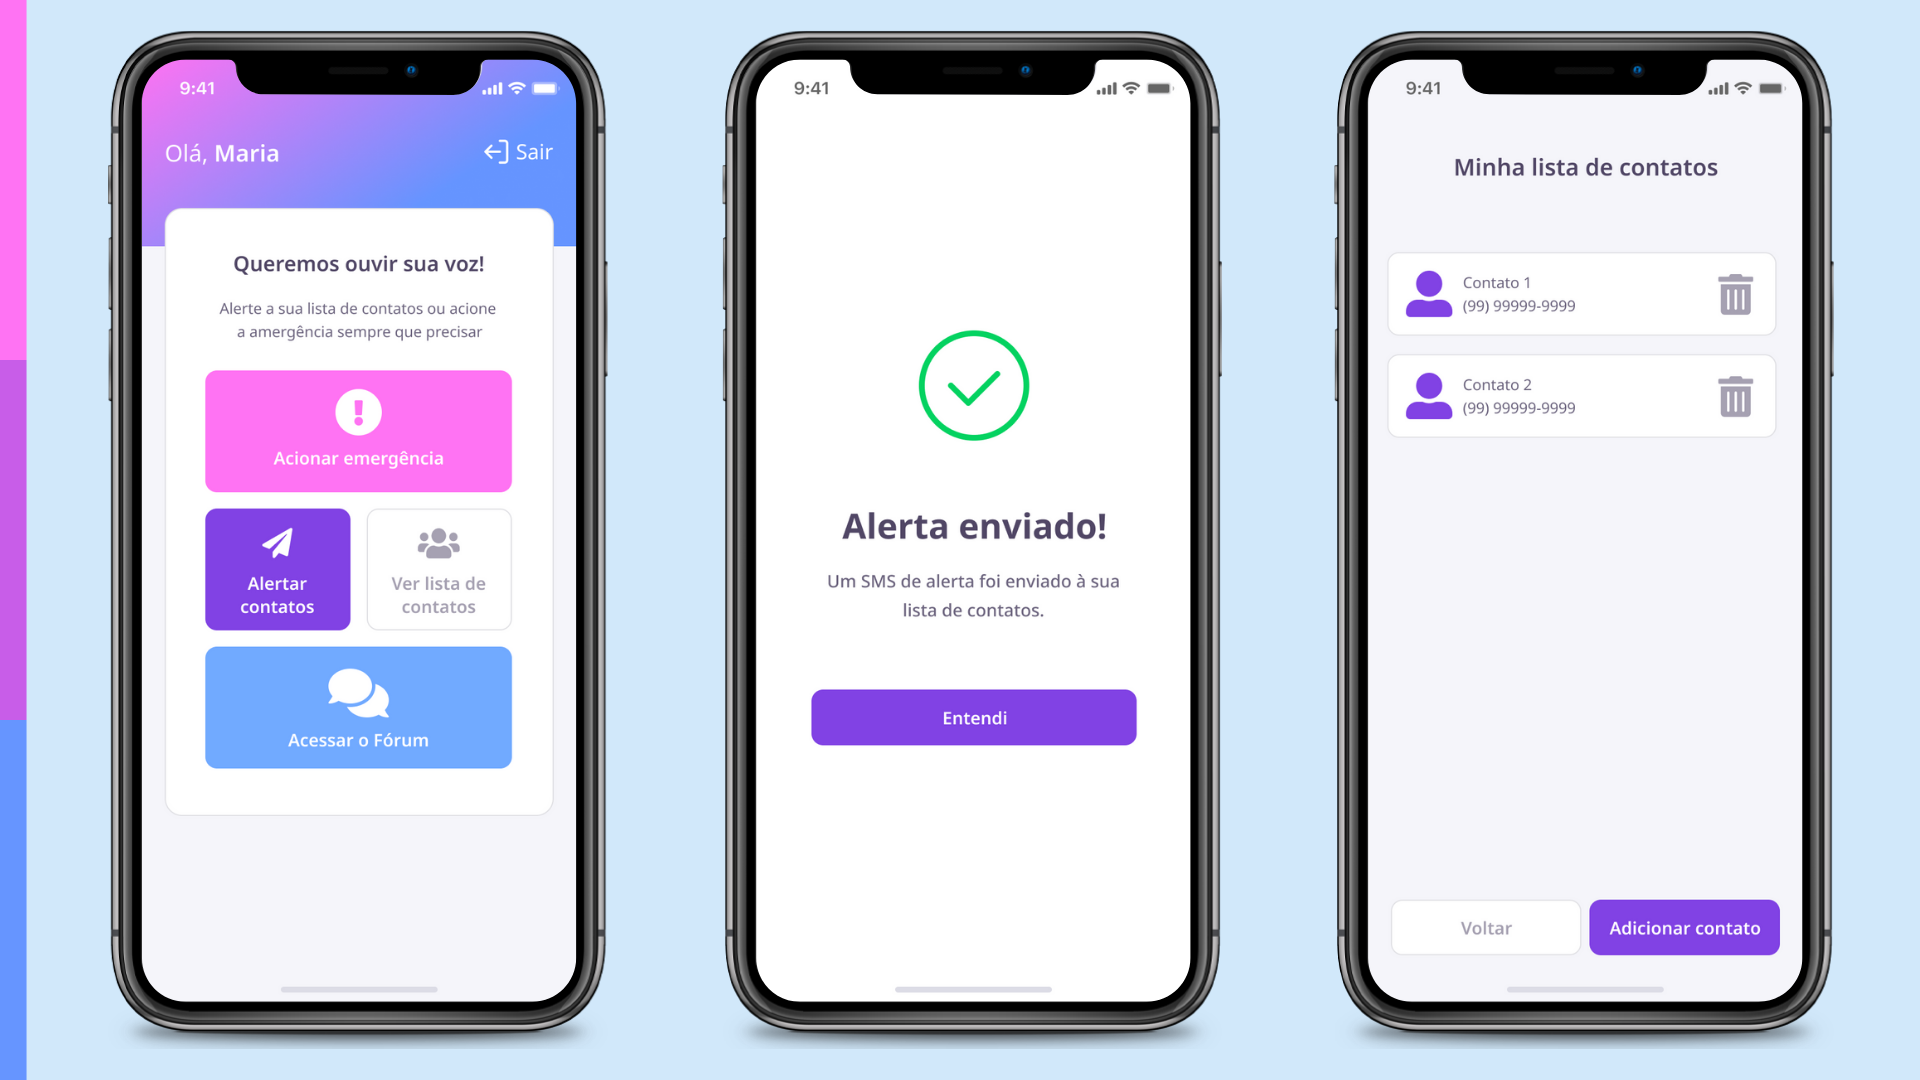 9:41
Olá, Maria
Sair
Queremos ouvir sua voz!
Alerte a sua lista de contatos ou acione
a amergência sempre que precisar
Acionar emergência
Alertar
contatos
Ver lista de
contatos
Acessar o Fórum
9:41
Alerta enviado!
Um SMS de alerta foi enviado à sua
lista de contatos.
Entendi
9:41
Minha lista de contatos
Contato 1
(99) 99999-9999
Contato 2
(99) 99999-9999
Voltar
Adicionar contato